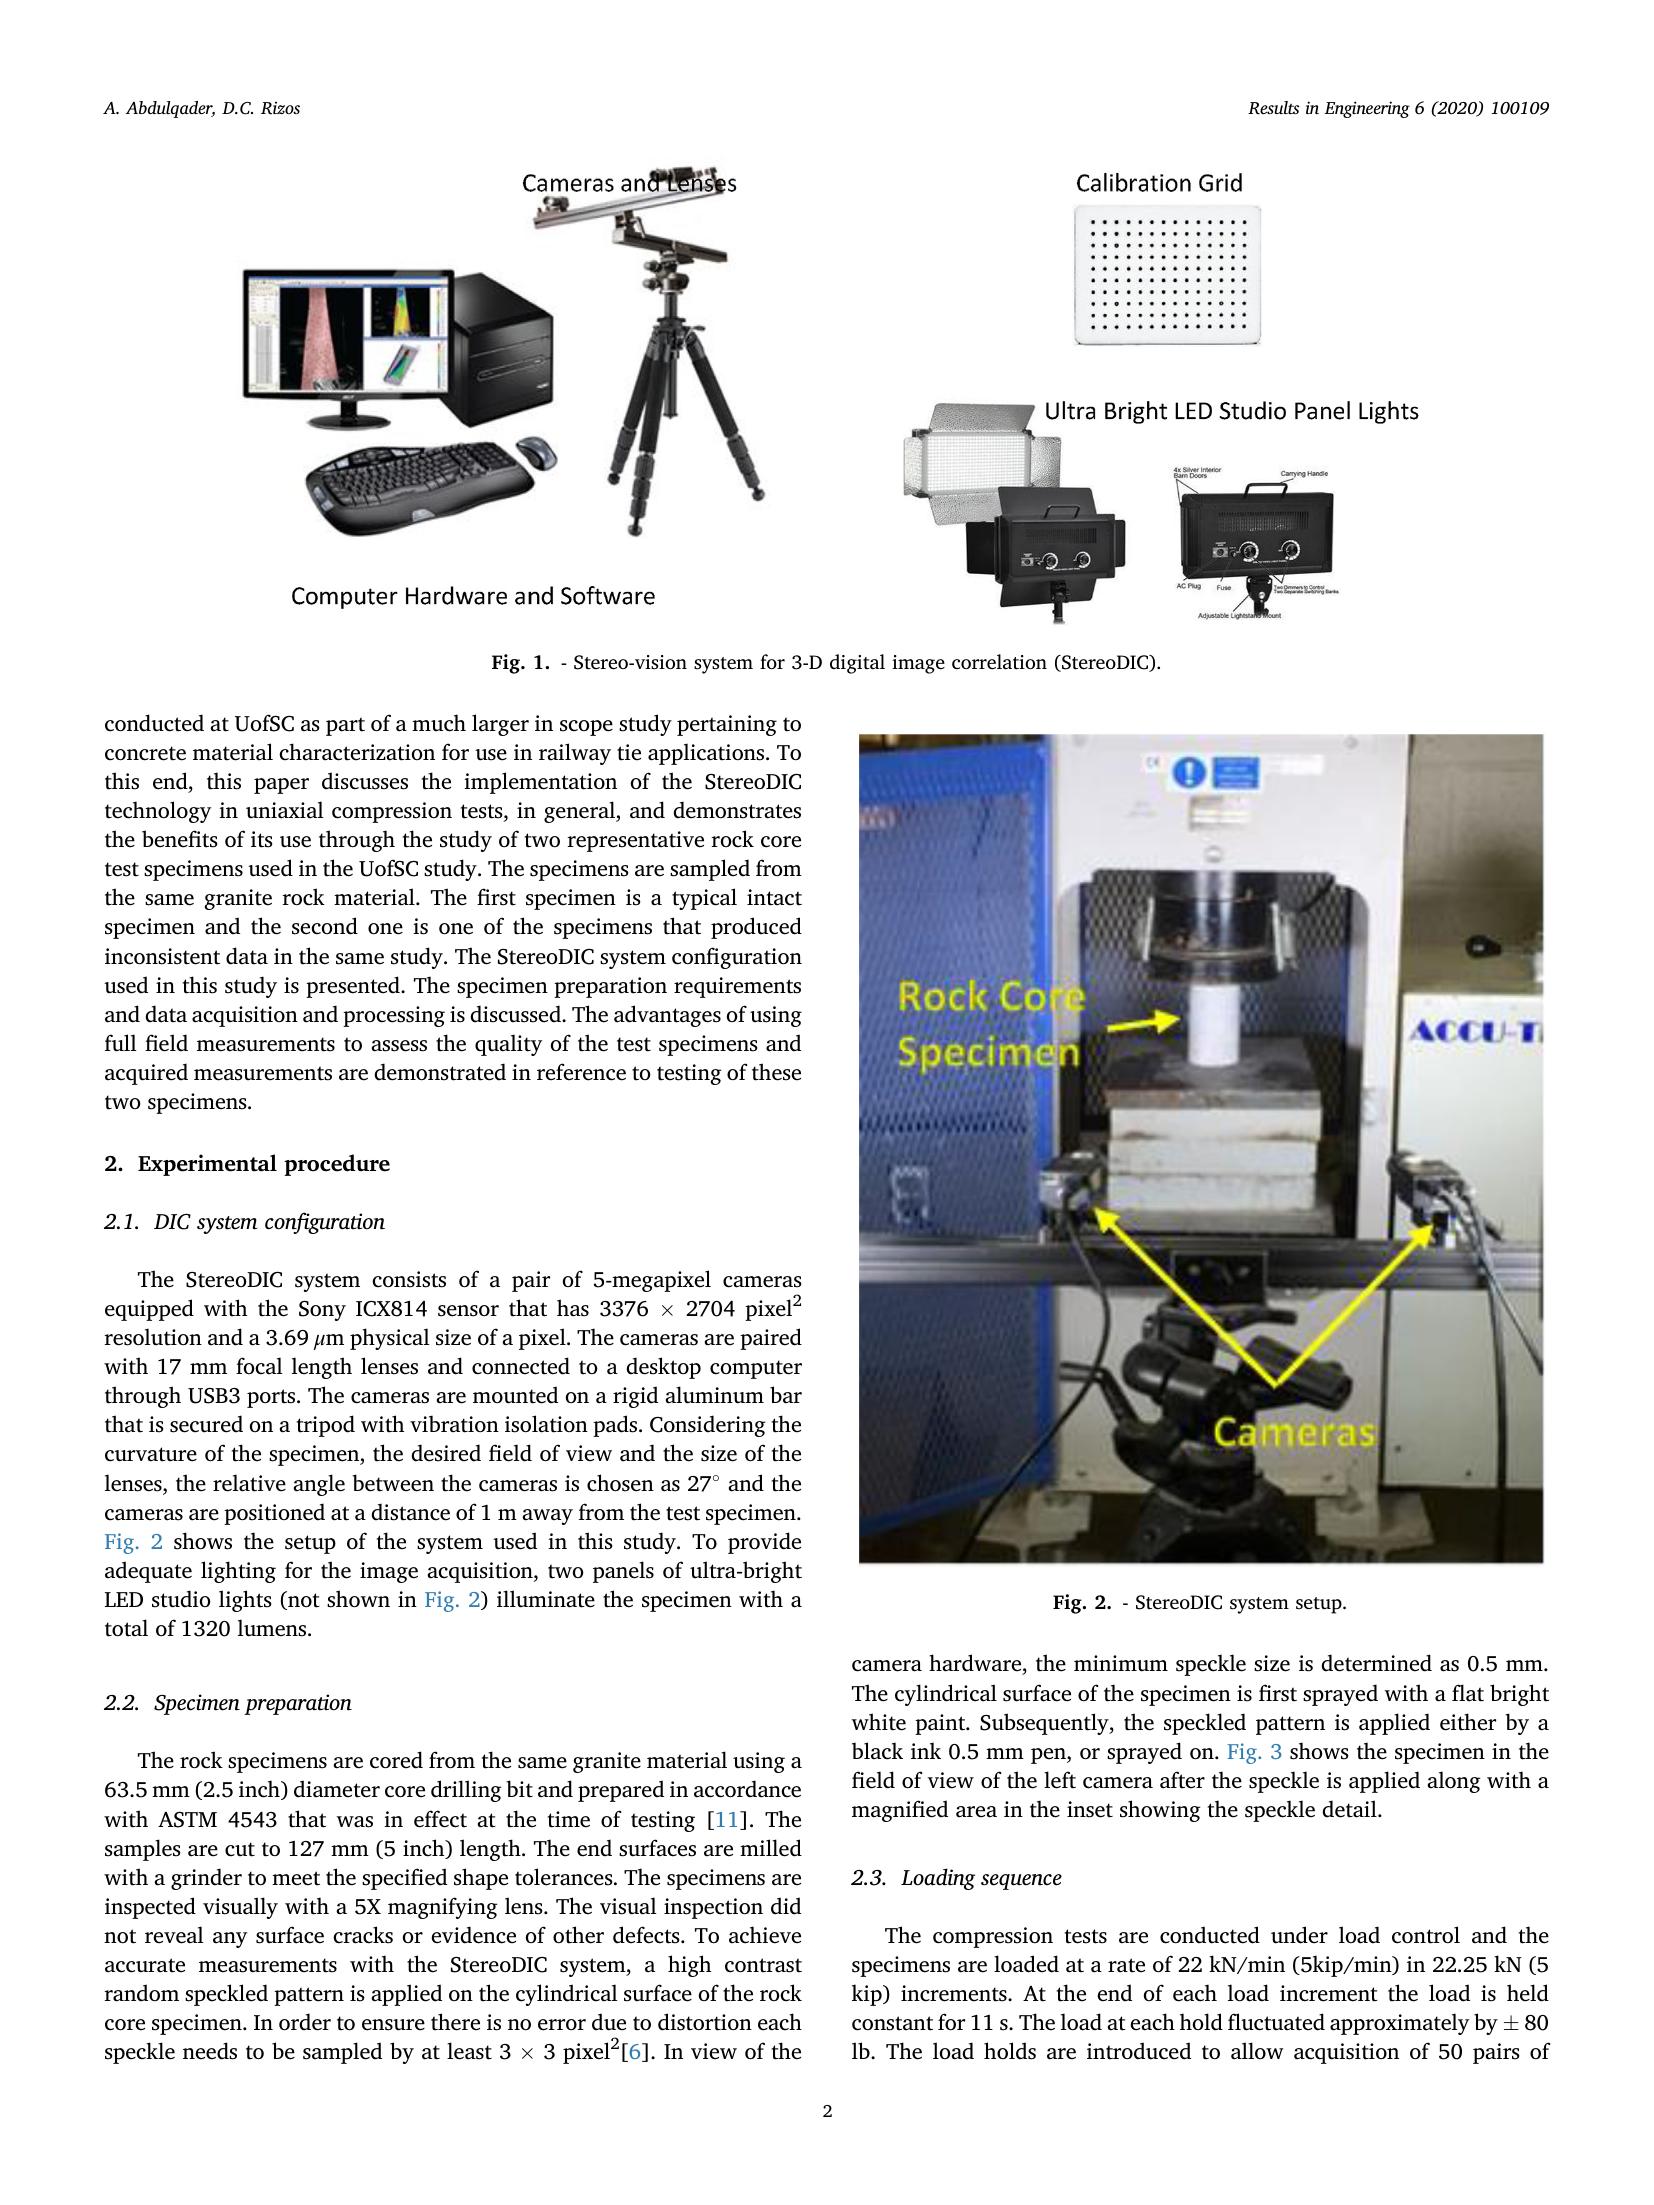 A. Abdulqader, D.C. Rizos
Results in Engineering 6 (2020) 100109
Cameras and Lenses
Calibration Grid
Ultra Bright LED Studio Panel Lights
4x Silver Interior
Barn Doors
Carrying Handle
AC Plug
Fuse
Two Dimmers to Control
Two Separate Switching Banks
Adjustable Lightstand Mount
Computer Hardware and Software
Fig. 1. - Stereo-vision system for 3-D digital image correlation (StereoDIC).
conducted at UofSC as part of a much larger in scope study pertaining to
concrete material characterization for use in railway tie applications. To
this end, this paper discusses the implementation of the StereoDIC
technology in uniaxial compression tests, in general, and demonstrates
the benefits of its use through the study of two representative rock core
test specimens used in the UofSC study. The specimens are sampled from
the same granite rock material. The first specimen is a typical intact
specimen and the second one is one of the specimens that produced
inconsistent data in the same study. The StereoDIC system configuration
used in this study is presented. The specimen preparation requirements
and data acquisition and processing is discussed. The advantages of using
full field measurements to assess the quality of the test specimens and
acquired measurements are demonstrated in reference to testing of these
two specimens.
2. Experimental procedure
2.1. DIC system configuration
The StereoDIC system consists of a pair of 5-megapixel cameras
equipped with the Sony ICX814 sensor that has 3376 × 2704 pixel²
resolution and a 3.69 μm physical size of a pixel. The cameras are paired
with 17 mm focal length lenses and connected to a desktop computer
through USB3 ports. The cameras are mounted on a rigid aluminum bar
that is secured on a tripod with vibration isolation pads. Considering the
curvature of the specimen, the desired field of view and the size of the
lenses, the relative angle between the cameras is chosen as 27° and the
cameras are positioned at a distance of 1 m away from the test specimen.
Fig. 2 shows the setup of the system used in this study. To provide
adequate lighting for the image acquisition, two panels of ultra-bright
LED studio lights (not shown in Fig. 2) illuminate the specimen with a
total of 1320 lumens.
2.2. Specimen preparation
The rock specimens are cored from the same granite material using a
63.5 mm (2.5 inch) diameter core drilling bit and prepared in accordance
with ASTM 4543 that was in effect at the time of testing [11]. The
samples are cut to 127 mm (5 inch) length. The end surfaces are milled
with a grinder to meet the specified shape tolerances. The specimens are
inspected visually with a 5X magnifying lens. The visual inspection did
not reveal any surface cracks or evidence of other defects. To achieve
accurate measurements with the StereoDIC system, a high contrast
random speckled pattern is applied on the cylindrical surface of the rock
core specimen. In order to ensure there is no error due to distortion each
speckle needs to be sampled by at least 3 × 3 pixel²[6]. In view of the
Rock Core
Specimen
ACCU-T
Cameras
Fig. 2. - StereoDIC system setup.
camera hardware, the minimum speckle size is determined as 0.5 mm.
The cylindrical surface of the specimen is first sprayed with a flat bright
white paint. Subsequently, the speckled pattern is applied either by a
black ink 0.5 mm pen, or sprayed on. Fig. 3 shows the specimen in the
field of view of the left camera after the speckle is applied along with a
magnified area in the inset showing the speckle detail.
2.3. Loading sequence
The compression tests are conducted under load control and the
specimens are loaded at a rate of 22 kN/min (5kip/min) in 22.25 kN (5
kip) increments. At the end of each load increment the load is held
constant for 11 s. The load at each hold fluctuated approximately by ± 80
lb. The load holds are introduced to allow acquisition of 50 pairs of
2